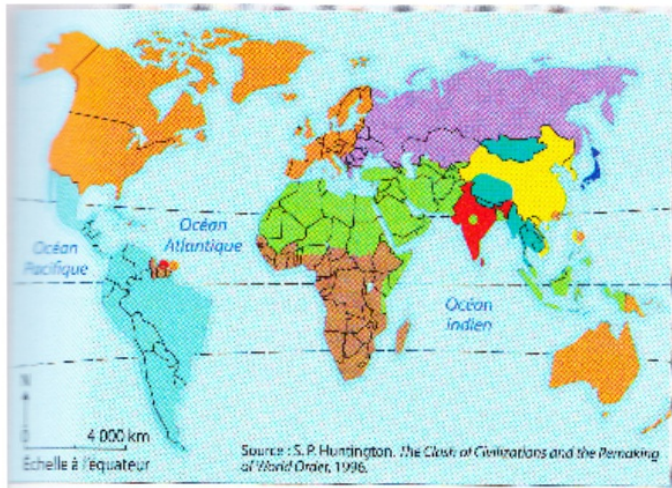 Océan
Atlantique
Océan
Pacifique
Océan
indien
N
0
4 000 km
Échelle à l'équateur
Source : S. P. Huntington. The Clash of Civilizations and the Remaking
of World Order, 1996.